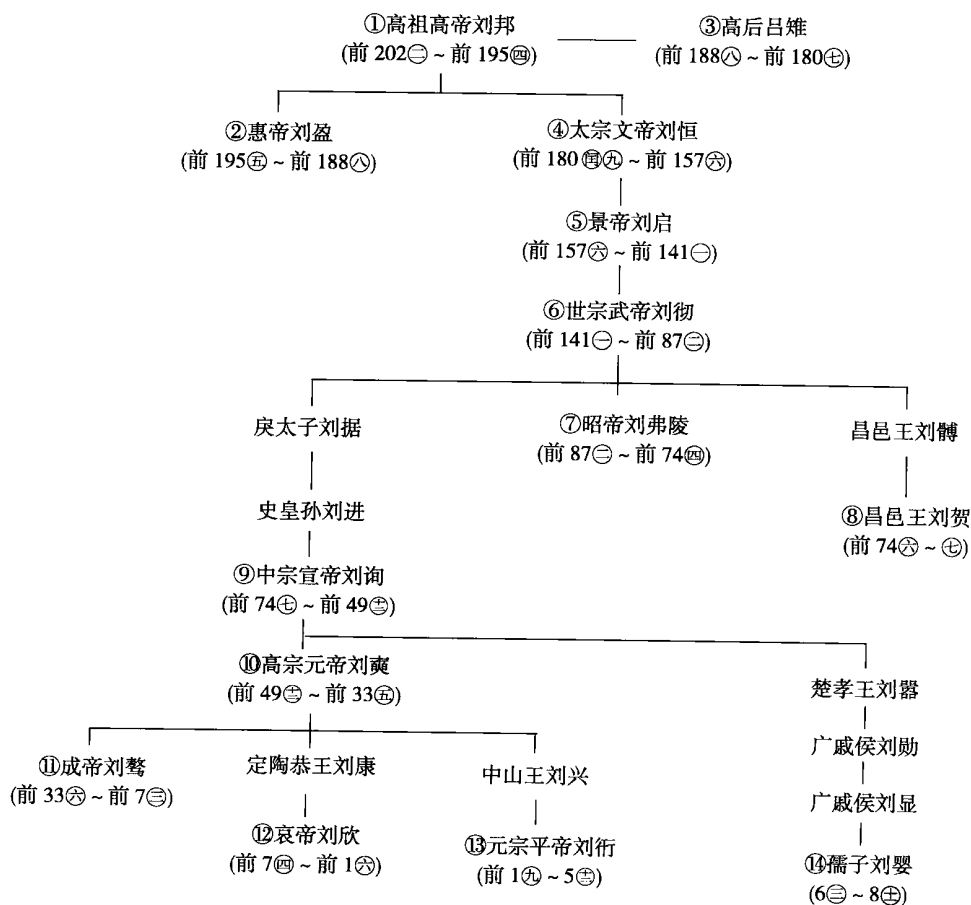 ①高祖高帝刘邦
(前 202㊁ ~ 前 195㊃)
③高后吕雉
(前 188㊇ ~ 前 180㊆)
②惠帝刘盈
(前 195㊄ ~ 前 188㊇)
④太宗文帝刘恒
(前 180閏㊈ ~ 前 157㊅)
⑤景帝刘启
(前 157㊅ ~ 前 141㊀)
⑥世宗武帝刘彻
(前 141㊀ ~ 前 87㊁)
戾太子刘据
⑦昭帝刘弗陵
(前 87㊁ ~ 前 74㊃)
昌邑王刘髆
史皇孙刘进
⑧昌邑王刘贺
(前 74㊅ ~ ㊆)
⑨中宗宣帝刘询
(前 74㊆ ~ 前 49十二)
⑩高宗元帝刘奭
(前 49十二 ~ 前 33㊄)
楚孝王刘嚣
⑪成帝刘骜
(前 33㊅ ~ 前 7㊂)
定陶恭王刘康
中山王刘兴
广戚侯刘勋
广戚侯刘显
⑫哀帝刘欣
(前 7㊃ ~ 前 1㊅)
⑬元宗平帝刘衎
(前 1㊈ ~ 5十二)
⑭孺子刘婴
(6㊂ ~ 8十一)